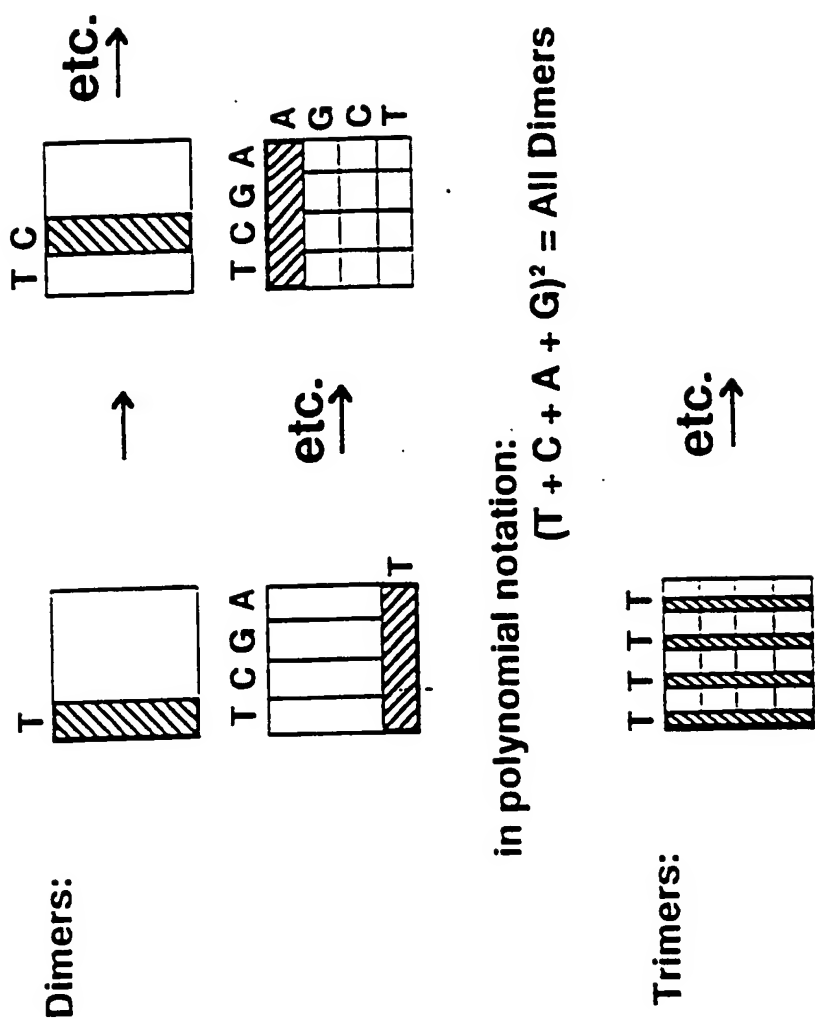 T
T C
Dimers:
etc.
T C G A
T
etc.
T C G A
A
G
C
T
in polynomial notation:
(T + C + A + G)² = All Dimers
T T T T
Trimers:
etc.